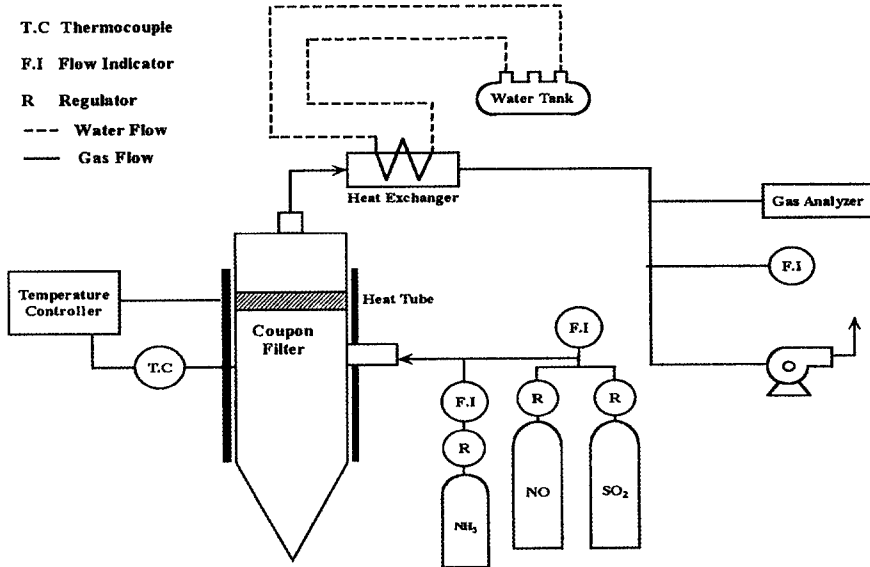 T.C Thermocouple
F.I Flow Indicator
R Regulator
Water Flow
Gas Flow
Water Tank
Heat Exchanger
Gas Analyzer
F.I
Temperature
Controller
Heat Tube
Coupon
Filter
T.C
F.I
F.I
R
R
R
NH₃
NO
SO₂